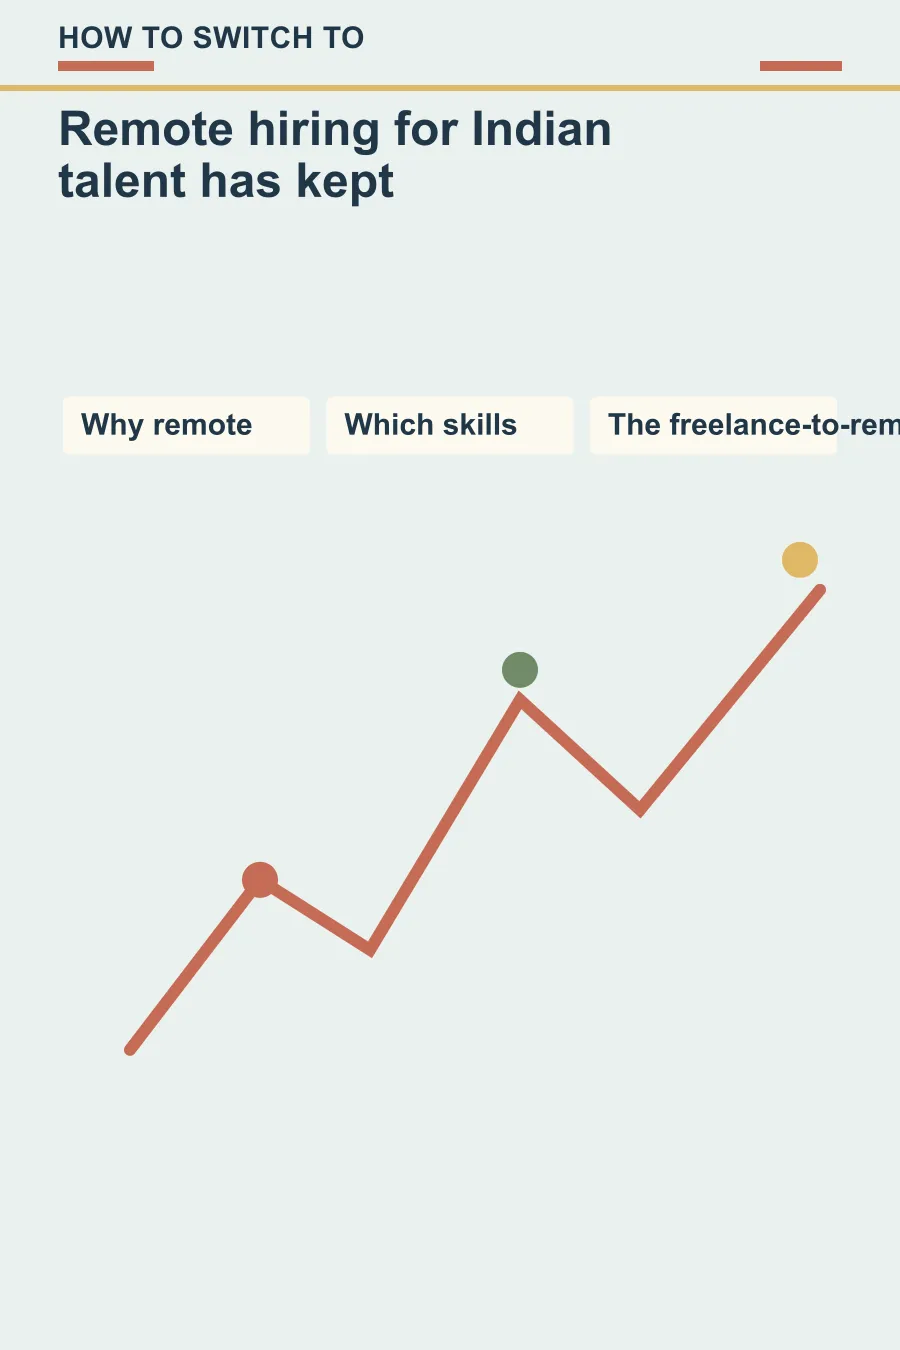 HOW TO SWITCH TO
Remote hiring for Indian
talent has kept
Why remote
Which skills
The freelance-to-rem